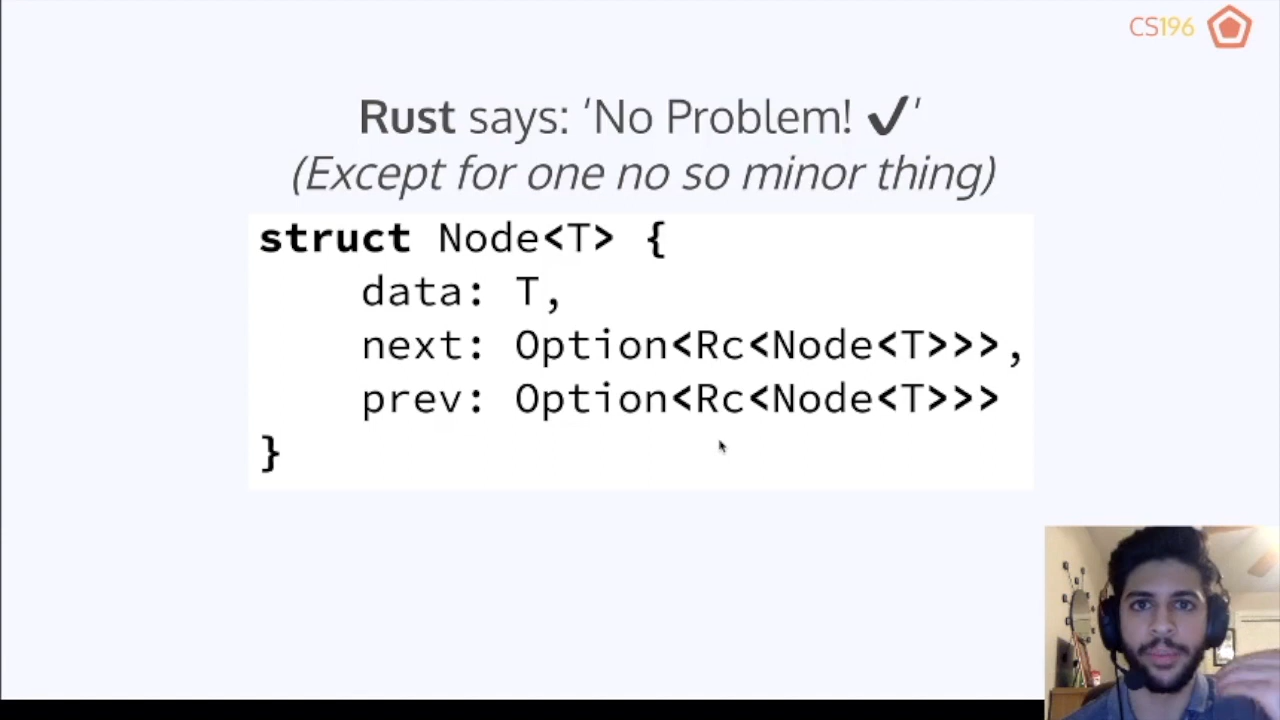 CS196
Rust says: ‘No Problem! ✔’
(Except for one no so minor thing)
struct Node<T> {
    data: T,
    next: Option<Rc<Node<T>>>,
    prev: Option<Rc<Node<T>>>
}